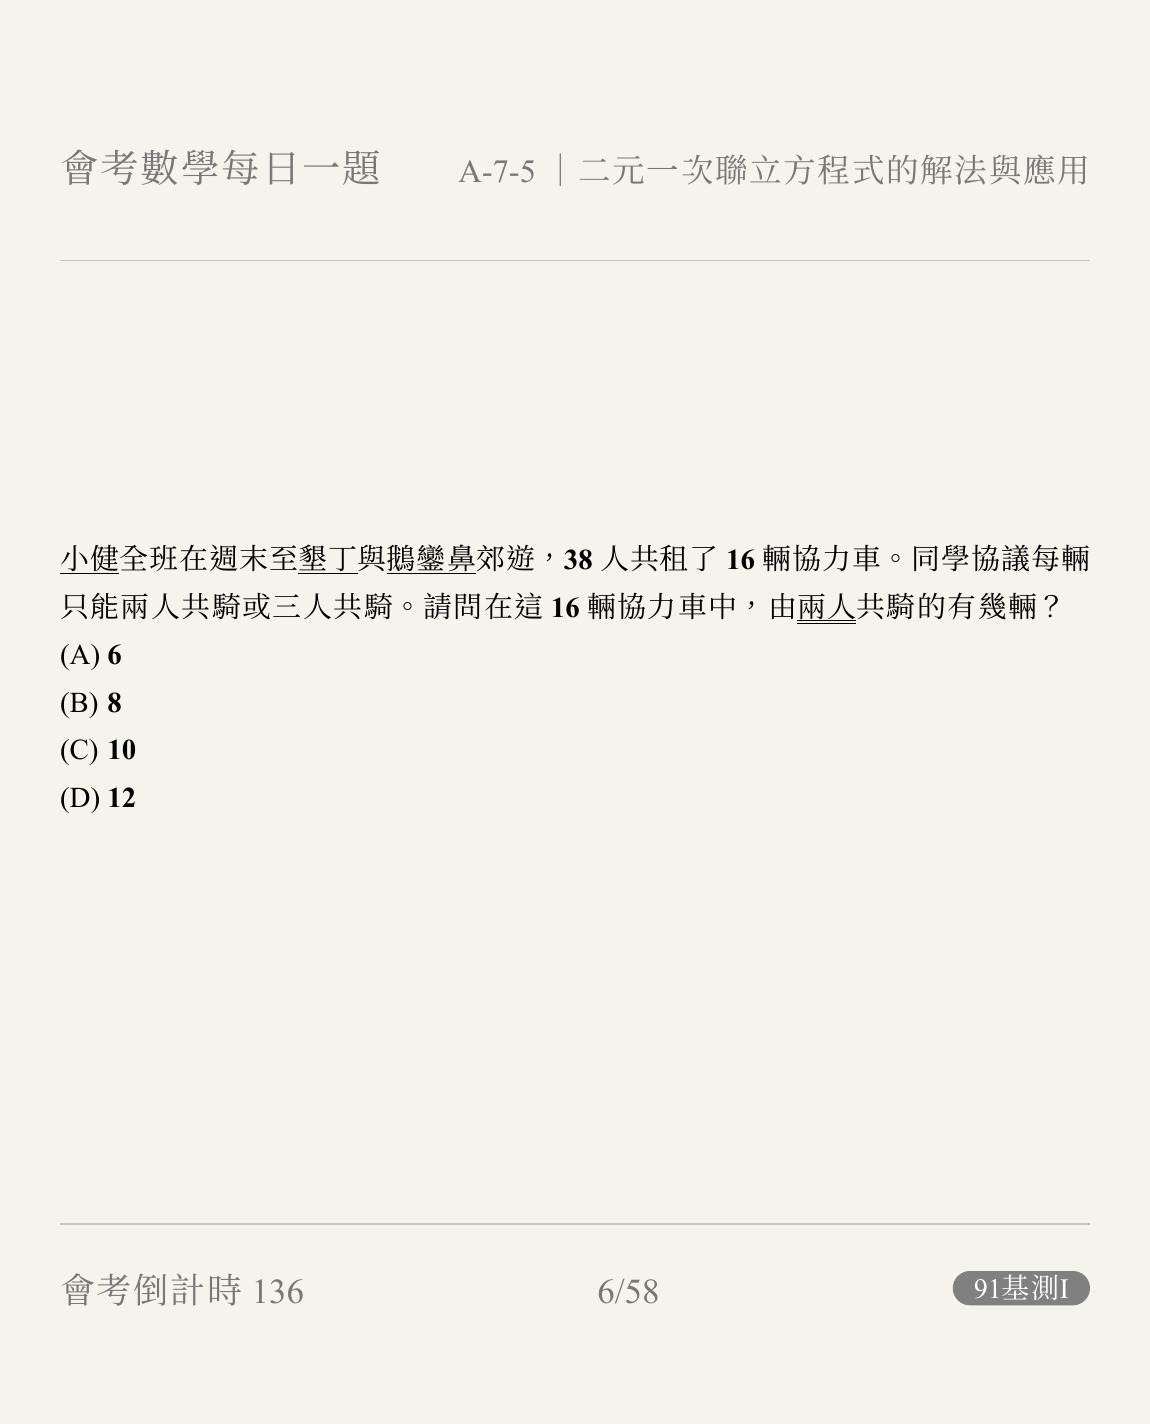 會考數學每日一題
A-7-5 │二元一次聯立方程式的解法與應用
小健全班在週末至墾丁與鵝鑾鼻郊遊，38 人共租了 16 輛協力車。同學協議每輛
只能兩人共騎或三人共騎。請問在這 16 輛協力車中，由兩人共騎的有幾輛？
(A) 6
(B) 8
(C) 10
(D) 12
會考倒計時 136
6/58
91基測I